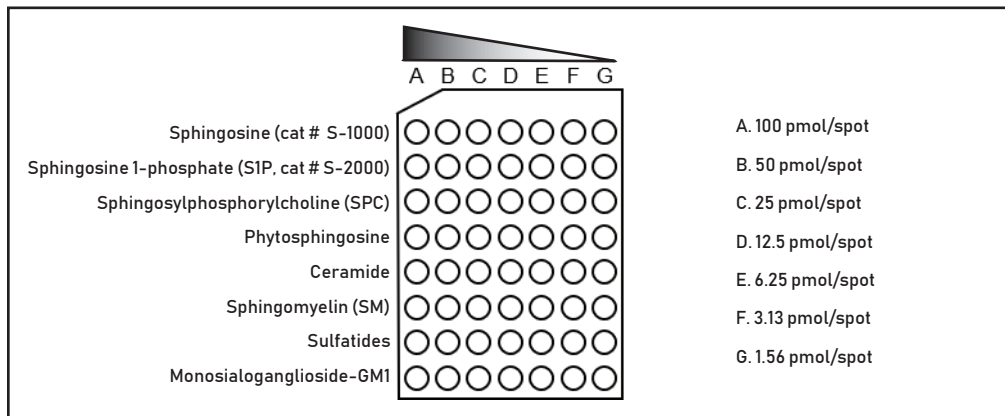 A B C D E F G
Sphingosine (cat # S-1000)
Sphingosine 1-phosphate (S1P, cat # S-2000)
Sphingosylphosphorylcholine (SPC)
Phytosphingosine
Ceramide
Sphingomyelin (SM)
Sulfatides
Monosialoganglioside-GM1
A. 100 pmol/spot
B. 50 pmol/spot
C. 25 pmol/spot
D. 12.5 pmol/spot
E. 6.25 pmol/spot
F. 3.13 pmol/spot
G. 1.56 pmol/spot